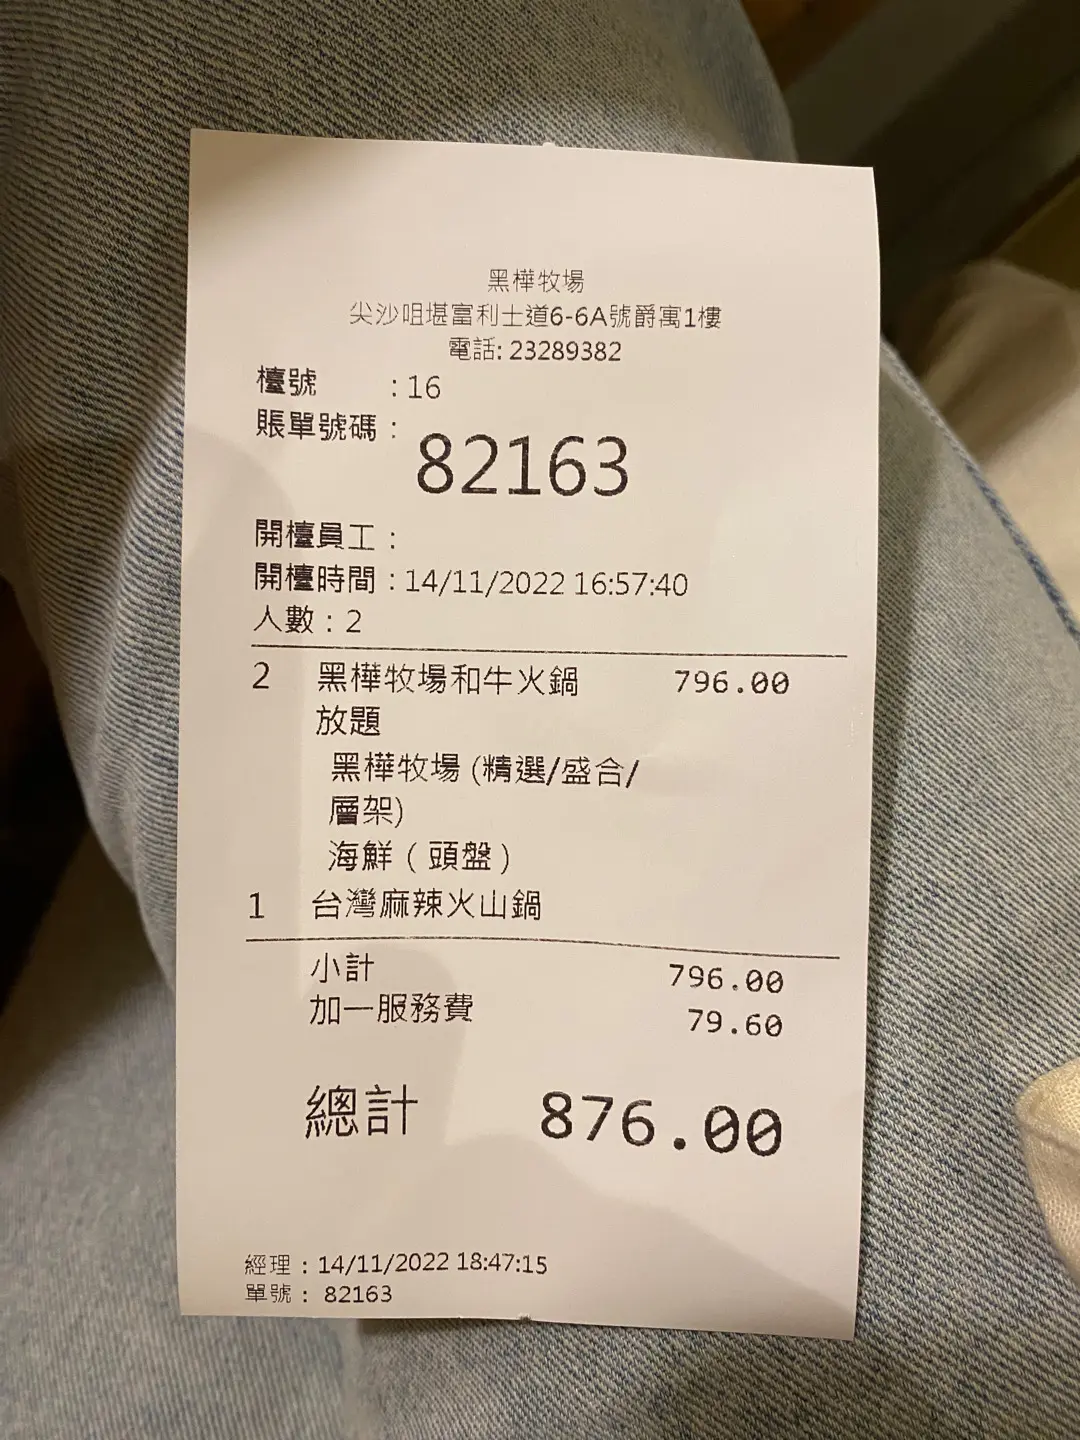 黑樺牧場
尖沙咀堪富利士道6-6A號爵寓1樓
電話: 23289382
檯號 : 16
賬單號碼 :
82163
開檯員工 :
開檯時間 : 14/11/2022 16:57:40
人數 : 2
2 黑樺牧場和牛火鍋 796.00
放題
黑樺牧場 (精選/盛合/
層架)
海鮮 ( 頭盤 )
1 台灣麻辣火山鍋
小計 796.00
加一服務費 79.60
總計 876.00
經理 : 14/11/2022 18:47:15
單號 : 82163